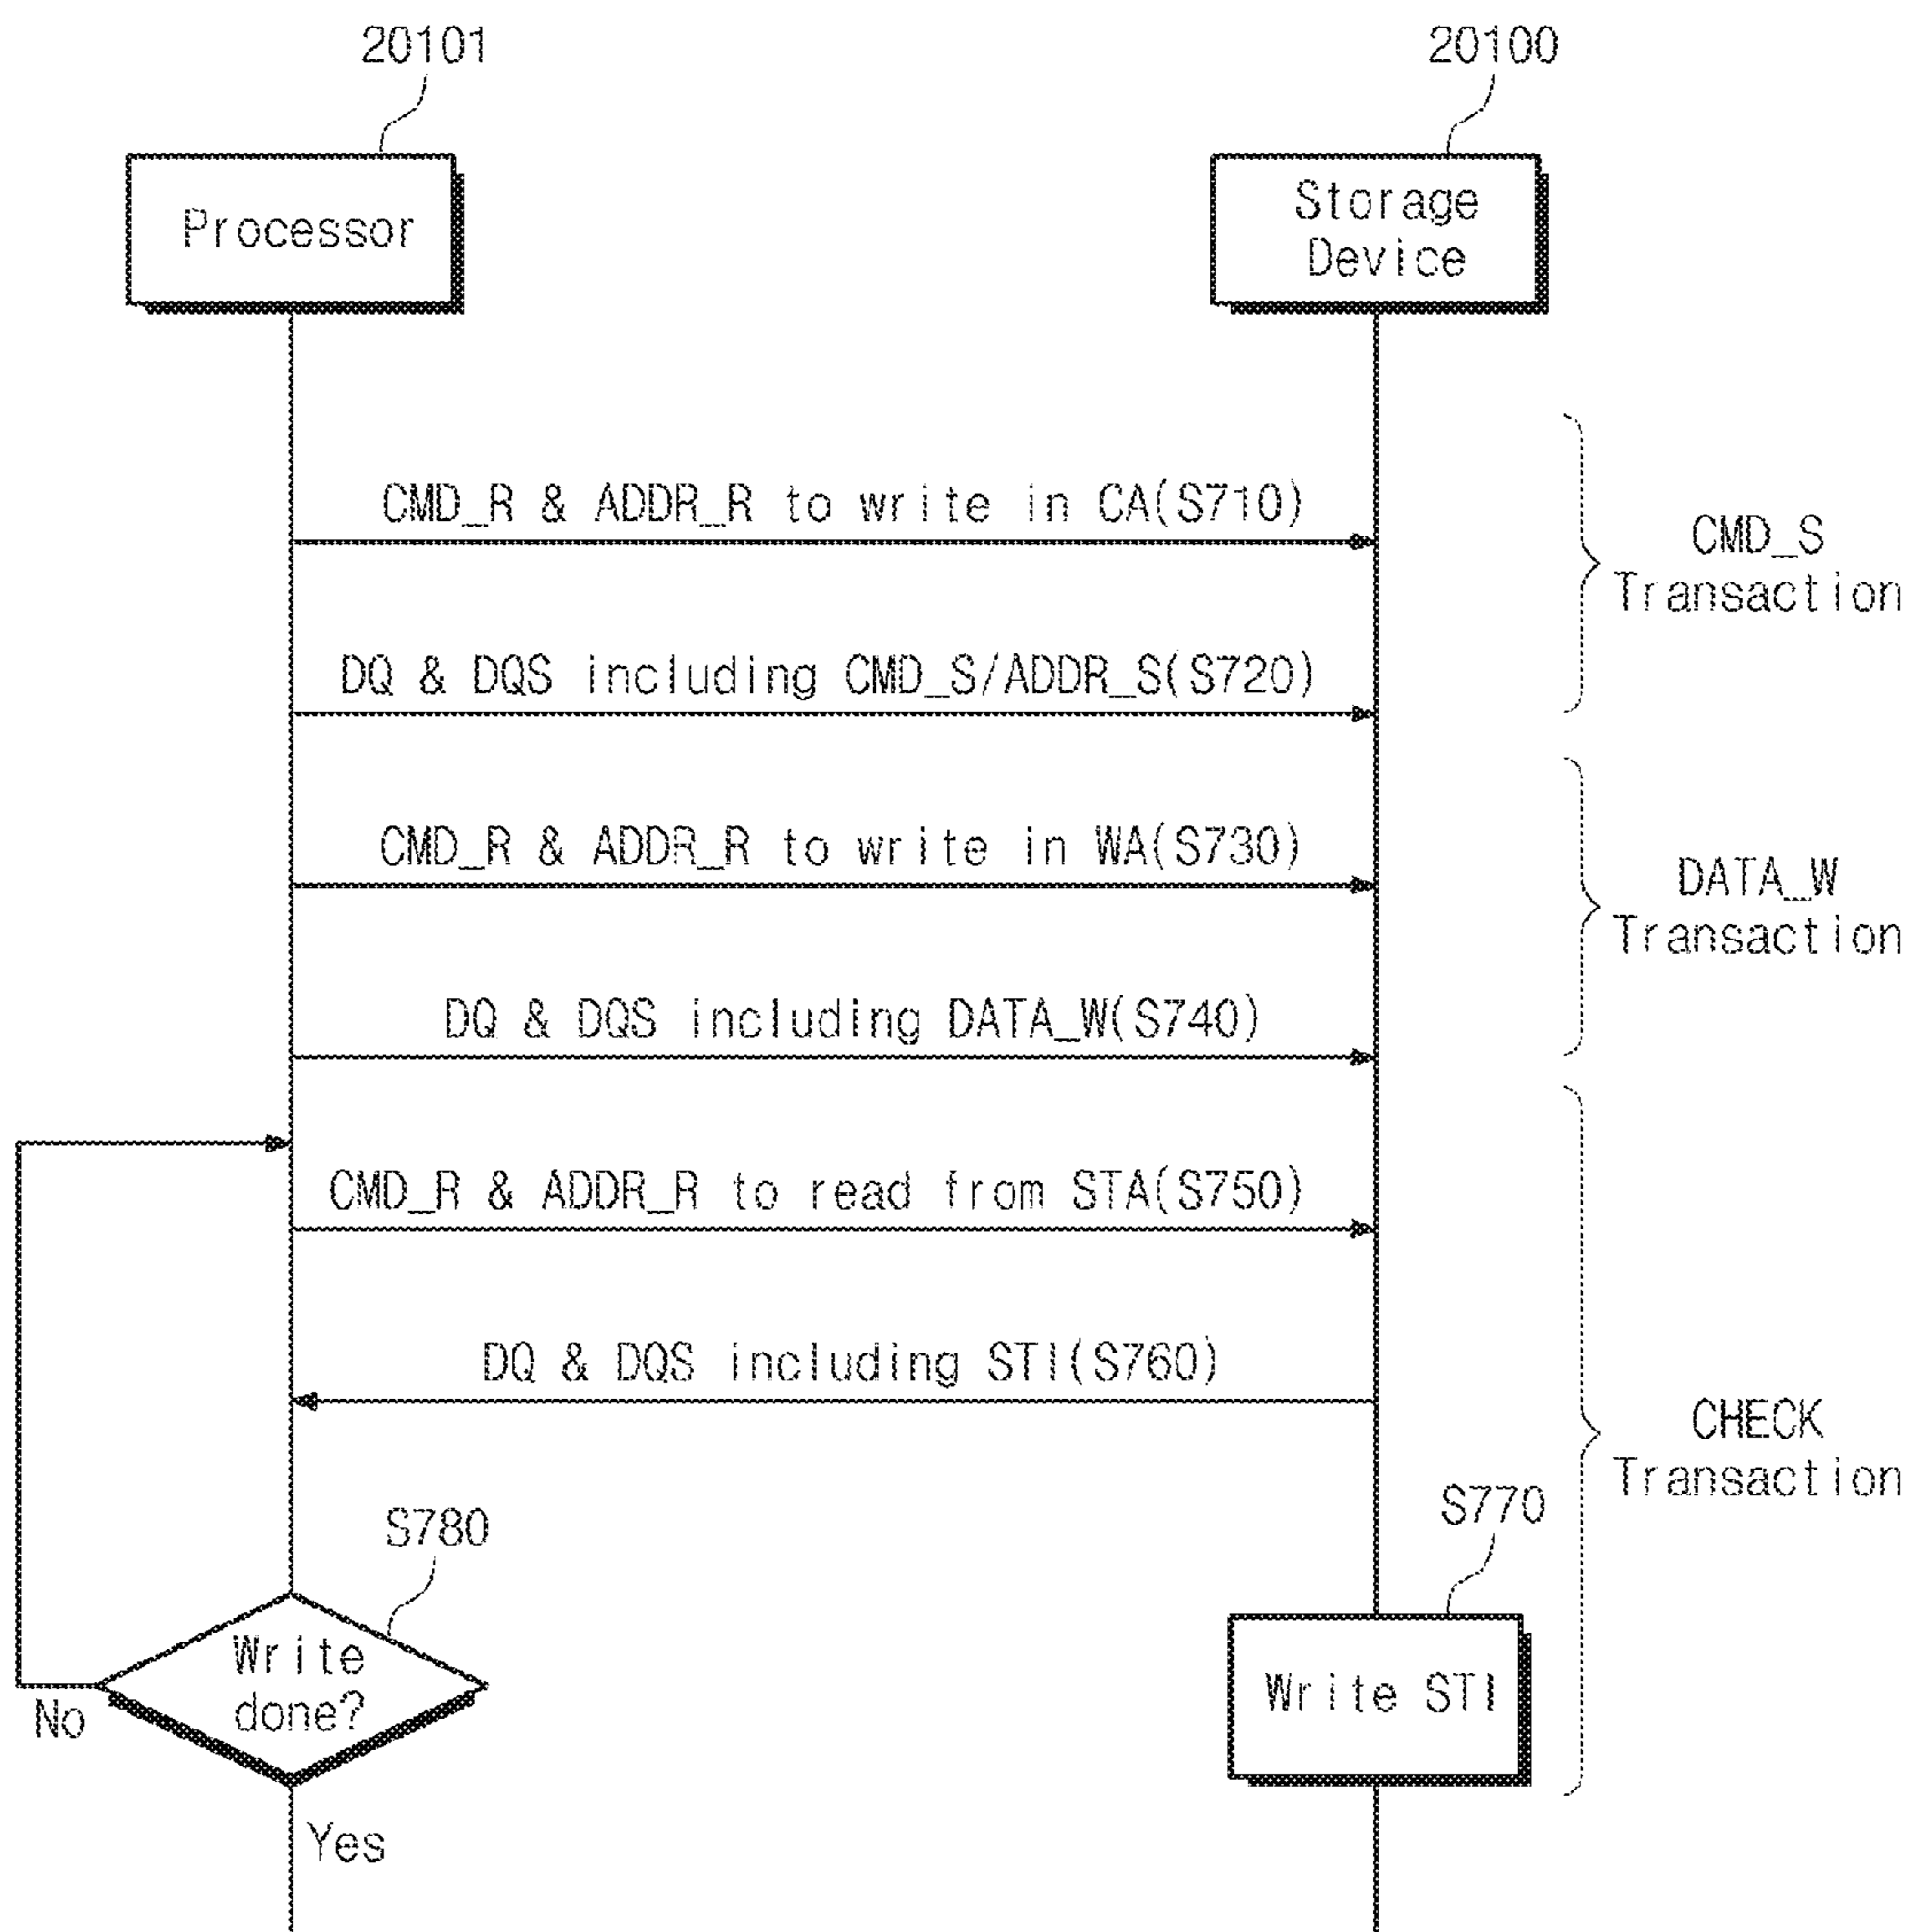 20101
20100
Processor
Storage
Device
CMD_R & ADDR_R to write in CA(S710)
CMD_S
Transaction
DQ & DQS including CMD_S/ADDR_S(S720)
CMD_R & ADDR_R to write in WA(S730)
DATA_W
Transaction
DQ & DQS including DATA_W(S740)
CMD_R & ADDR_R to read from STA(S750)
DQ & DQS including STI(S760)
CHECK
Transaction
S780
S770
Write
done?
No
Write STI
Yes